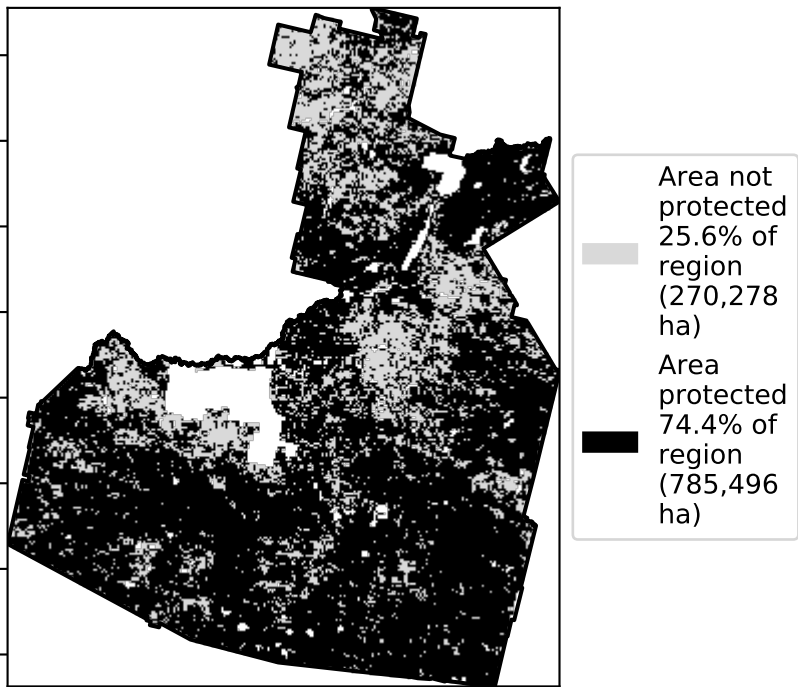 Area not
protected
25.6% of
region
(270,278
ha)
Area
protected
74.4% of
region
(785,496
ha)